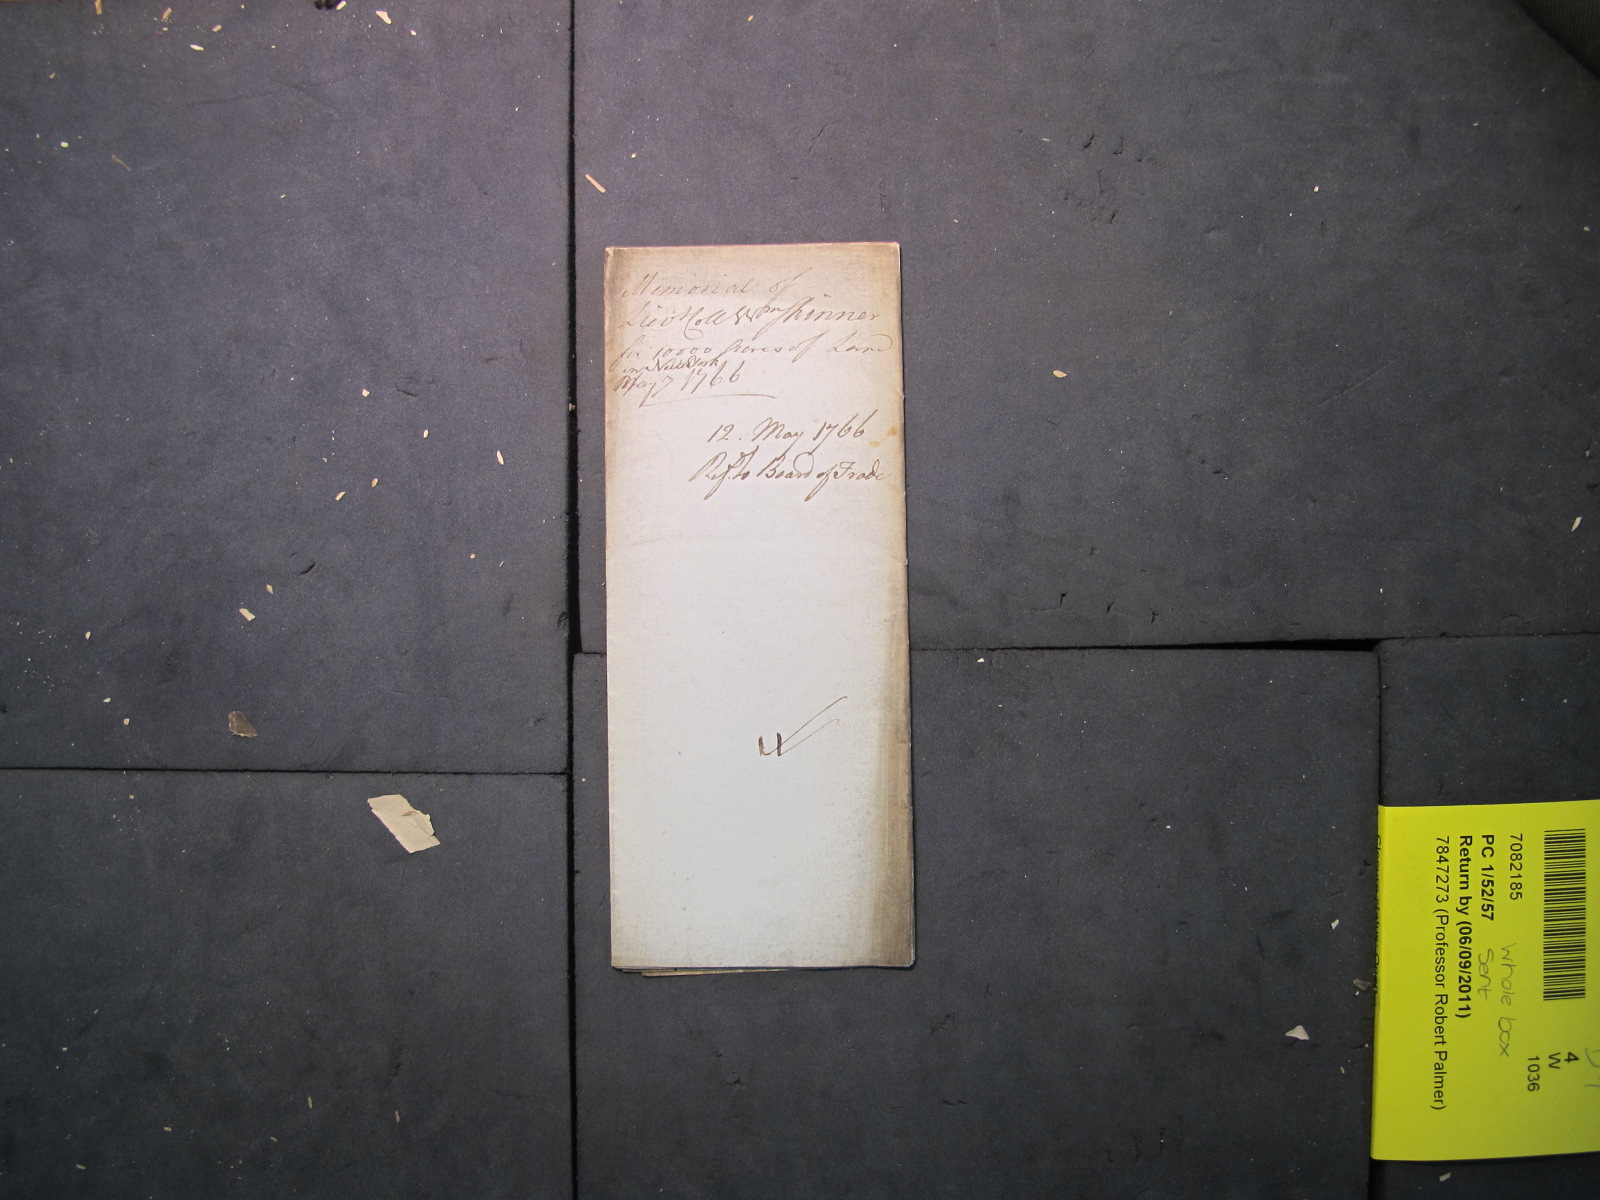 Memorial of
Lieut Coll Wm Skinner
for 10000 Acres of Land
in New York
May 7 1766
12. May 1766
Ref. to Board of Trade
7082185
PC 1/52/57
Return by (06/09/2011)
7847273 (Professor Robert Palmer)
whole box
sent
4
W
1036